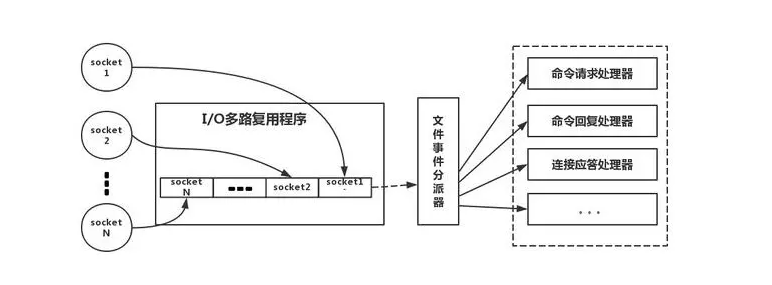 socket
1
socket
2
socket
N
I/O多路复用程序
socket
N
socket2
socket1
文件事件分派器
命令请求处理器
命令回复处理器
连接应答处理器
...